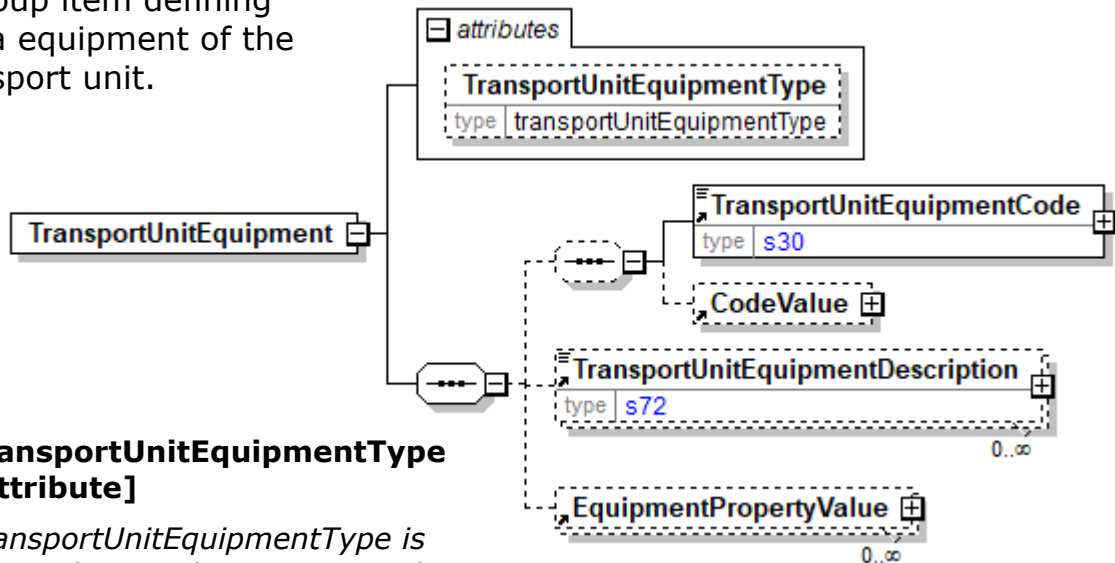 oup item defining
a equipment of the
sport unit.
attributes
TransportUnitEquipmentType
type transportUnitEquipmentType
TransportUnitEquipment
TransportUnitEquipmentCode
type s30
CodeValue
TransportUnitEquipmentDescription
type s72
0..∞
EquipmentPropertyValue
0..∞
ansportUnitEquipmentType
ttribute]
ansportUnitEquipmentType is